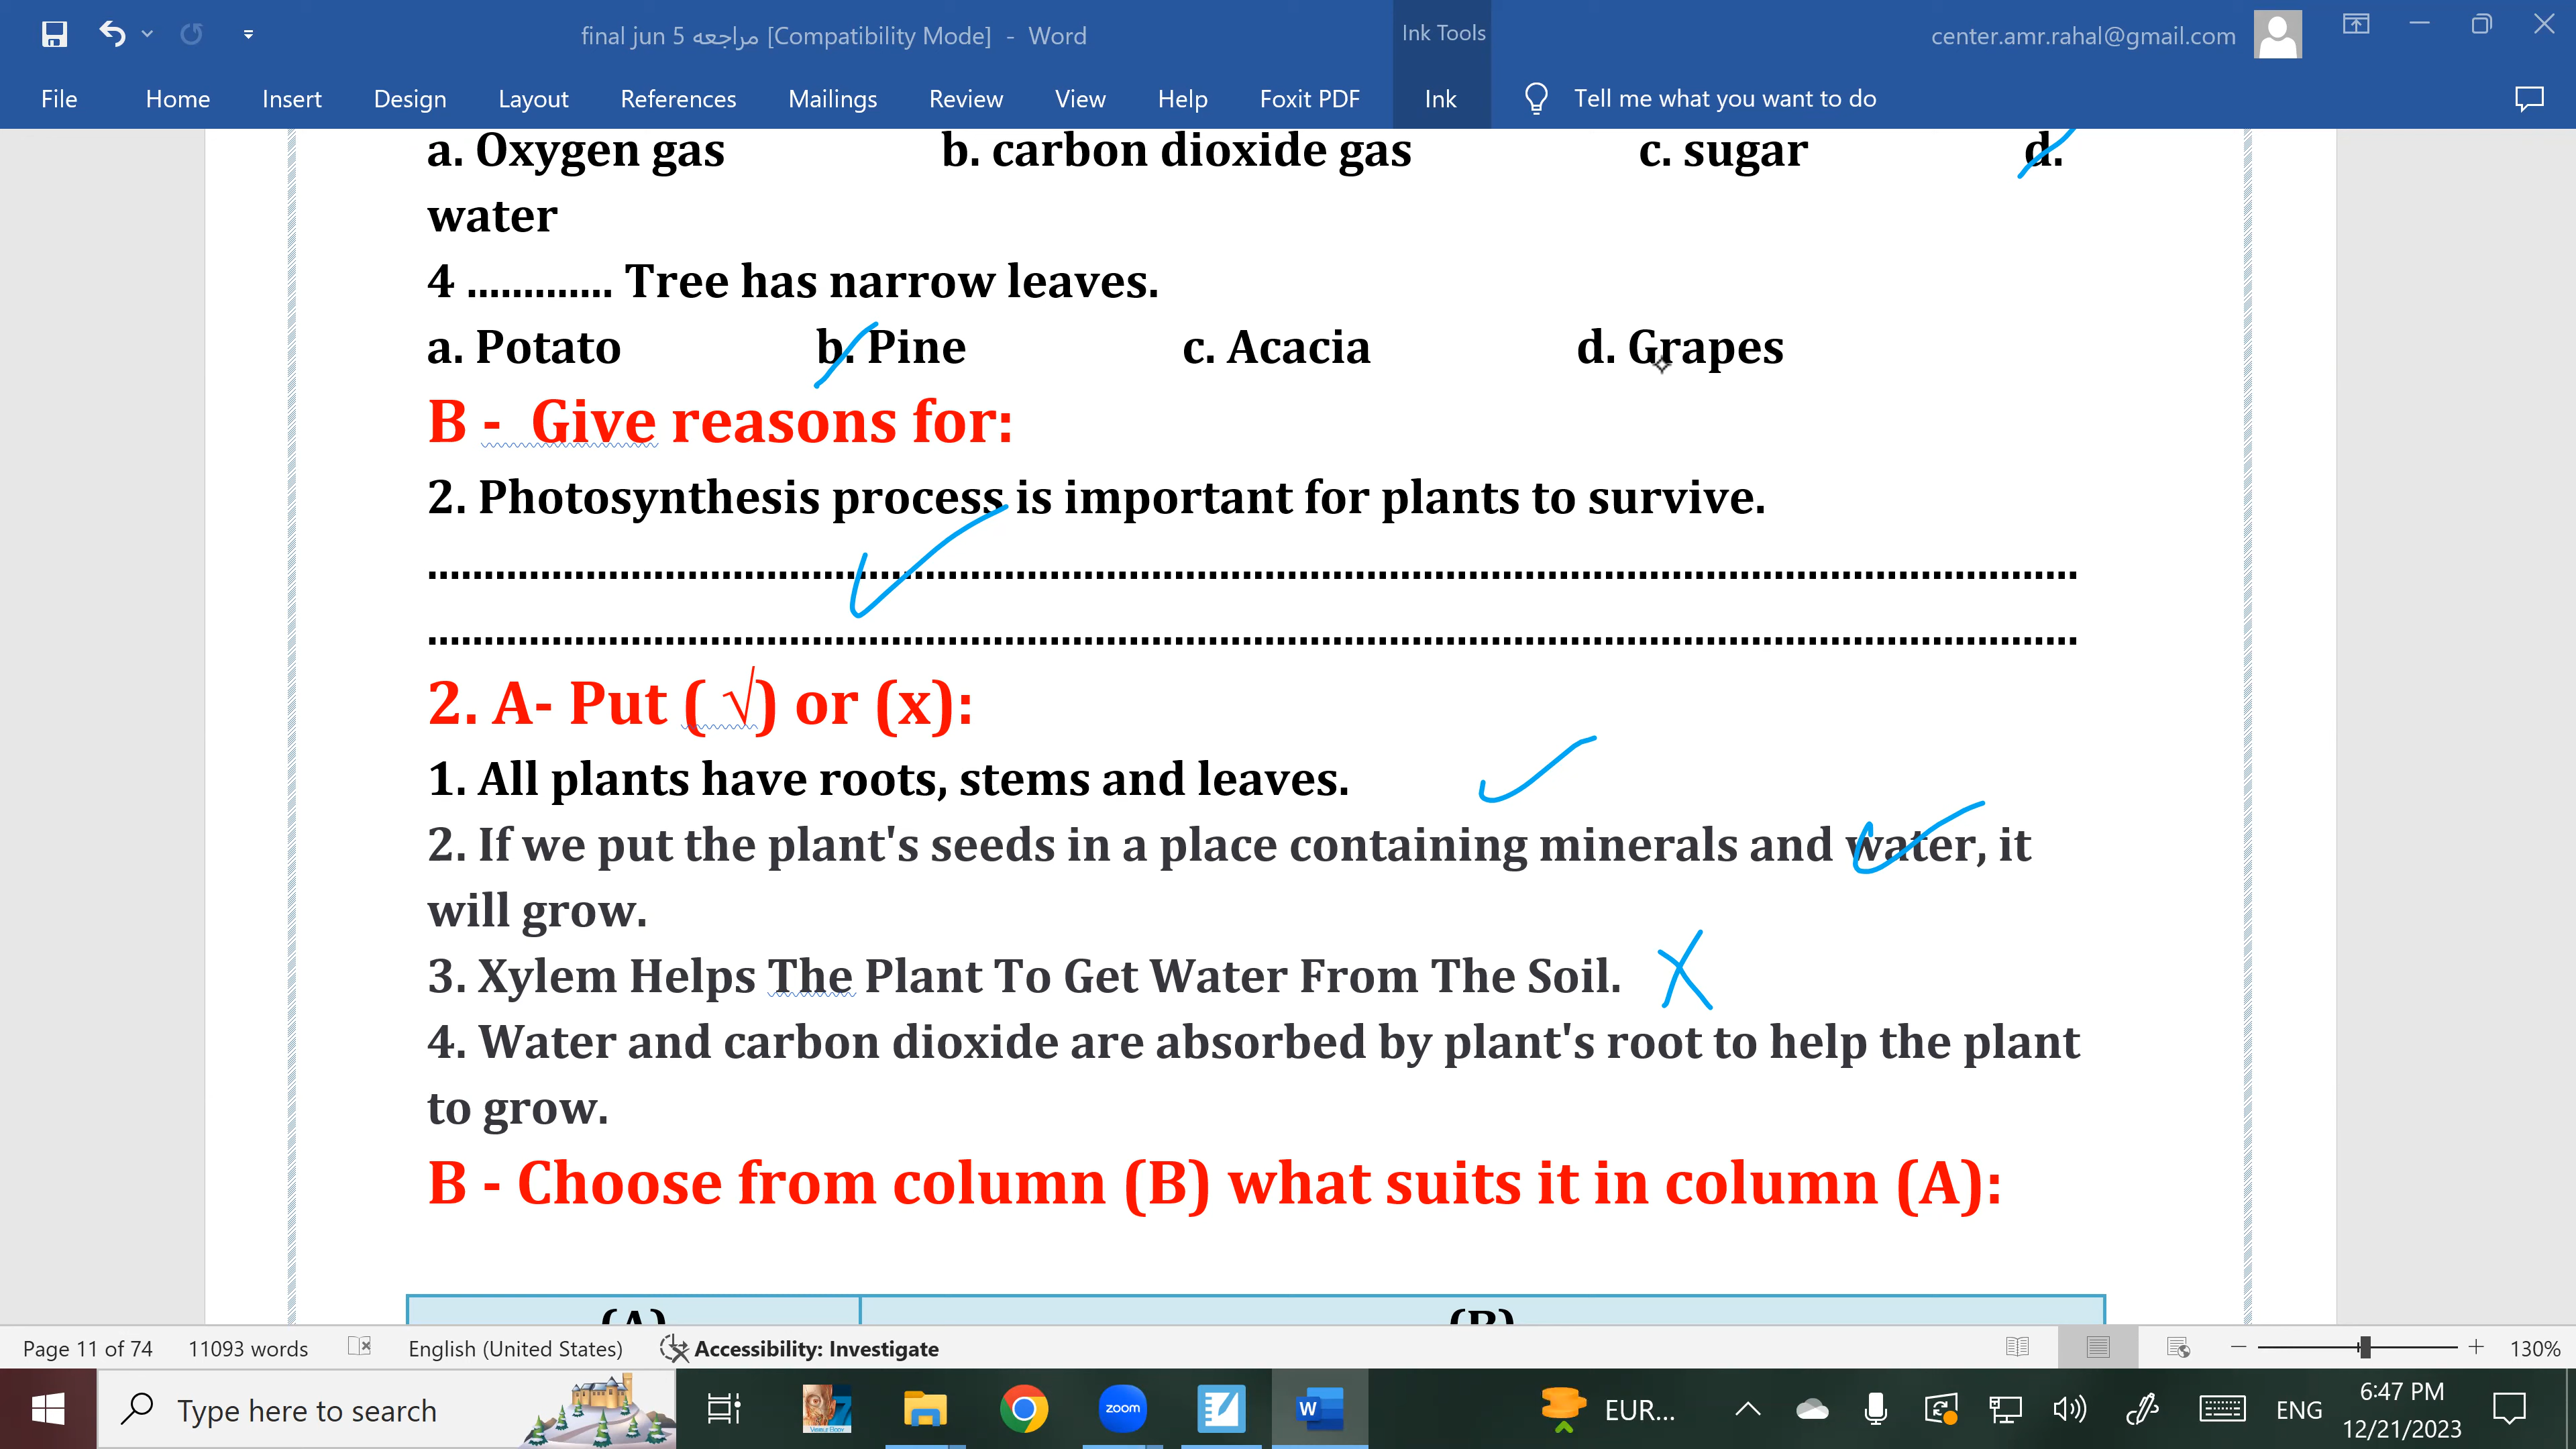 final jun 5 مراجعه [Compatibility Mode] - Word
Ink Tools
center.amr.rahal@gmail.com
File Home Insert Design Layout References Mailings Review View Help Foxit PDF Ink Tell me what you want to do
a. Oxygen gas b. carbon dioxide gas c. sugar d.
water
4 ............. Tree has narrow leaves.
a. Potato b. Pine c. Acacia d. Grapes
B - Give reasons for:
2. Photosynthesis process is important for plants to survive.
2. A- Put ( √) or (x):
1. All plants have roots, stems and leaves. ✓
2. If we put the plant's seeds in a place containing minerals and water, it
will grow.
3. Xylem Helps The Plant To Get Water From The Soil. X
4. Water and carbon dioxide are absorbed by plant's root to help the plant
to grow.
B - Choose from column (B) what suits it in column (A):
(A) (B)
Page 11 of 74 11093 words English (United States) Accessibility: Investigate 130%
Type here to search zoom W EUR... ENG 6:47 PM
12/21/2023